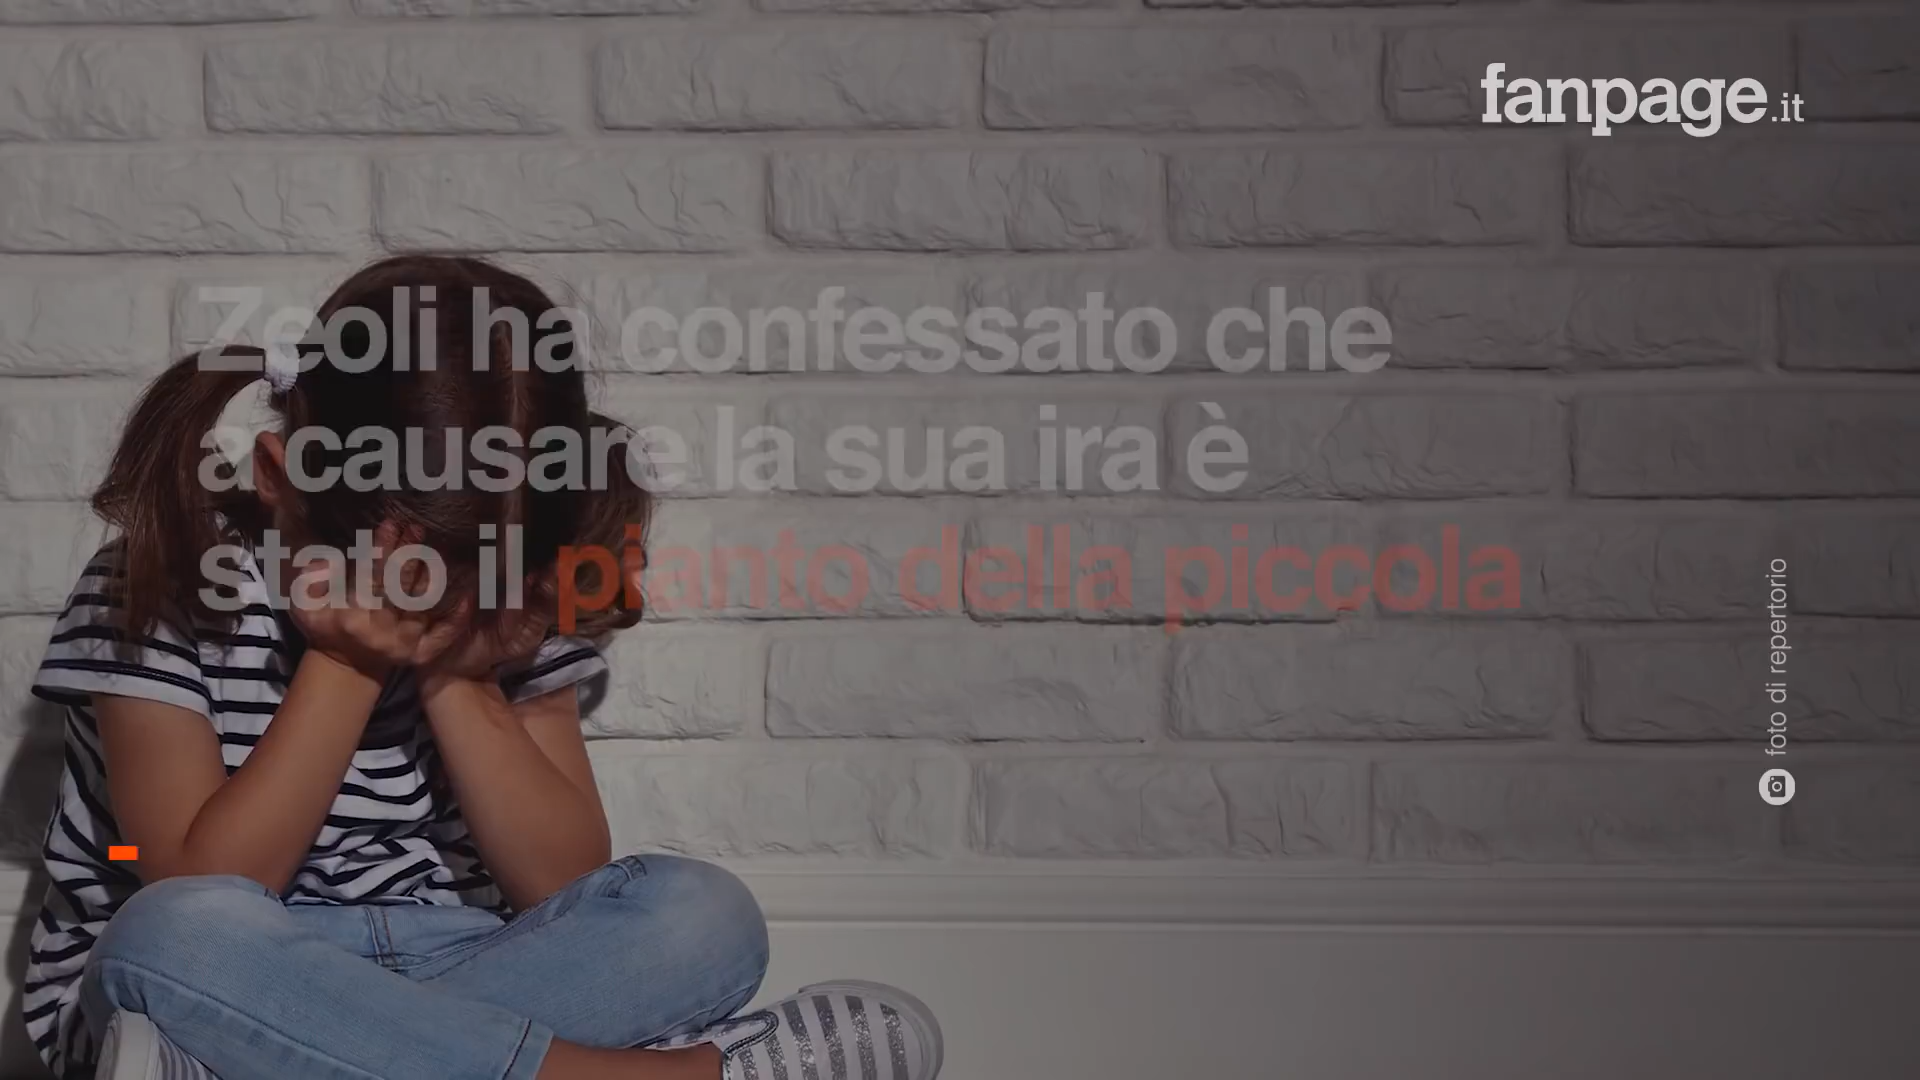 fanpage.it
Zeoli ha confessato che
a causare la sua ira è
stato il pianto della piccola
foto di repertorio